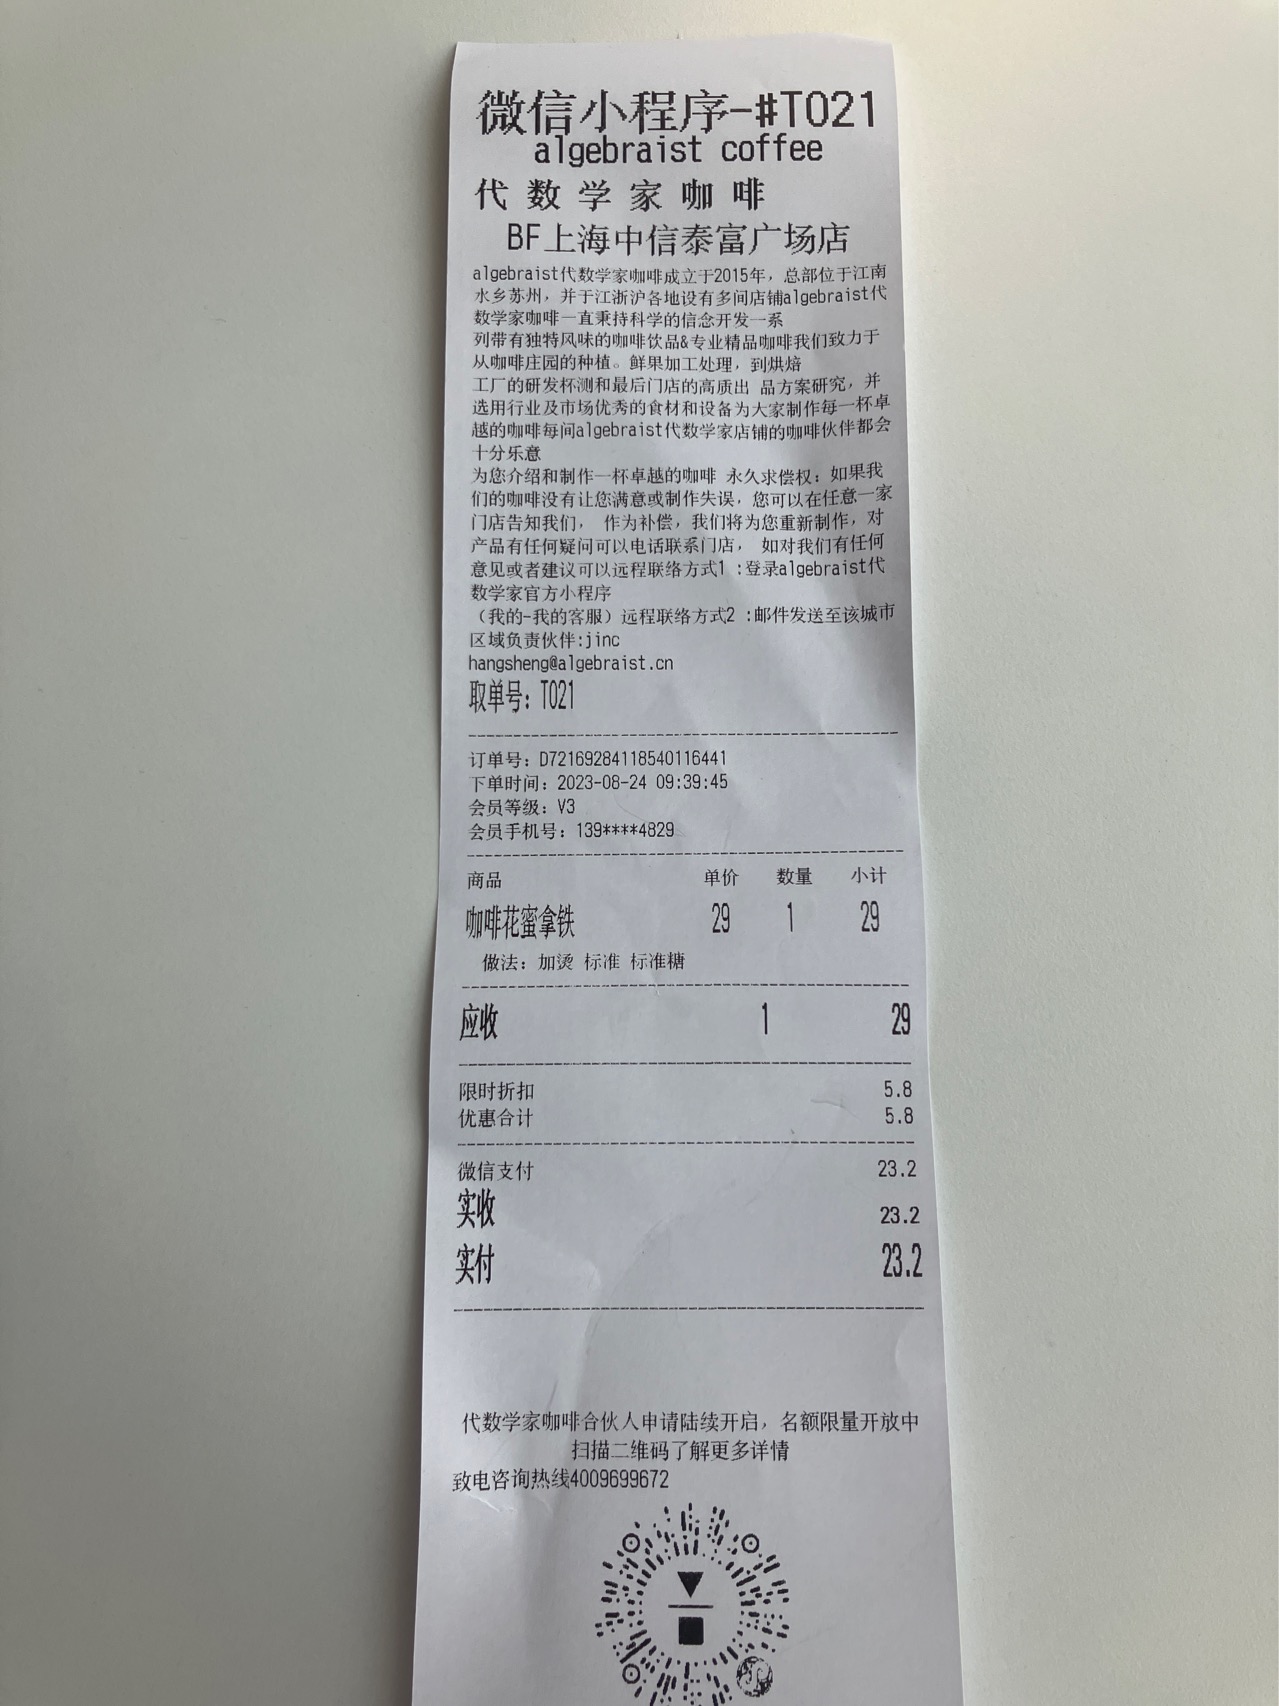 微信小程序-#T021
algebraist coffee
代数学家咖啡
BF上海中信泰富广场店
algebraist代数学家咖啡成立于2015年，总部位于江南
水乡苏州，并于江浙沪各地设有多间店铺algebraist代
数学家咖啡一直秉持科学的信念开发一系
列带有独特风味的咖啡饮品&专业精品咖啡我们致力于
从咖啡庄园的种植。鲜果加工处理，到烘焙
工厂的研发杯测和最后门店的高质出 品方案研究，并
选用行业及市场优秀的食材和设备为大家制作每一杯卓
越的咖啡每间algebraist代数学家店铺的咖啡伙伴都会
十分乐意
为您介绍和制作一杯卓越的咖啡 永久求偿权：如果我
们的咖啡没有让您满意或制作失误，您可以在任意一家
门店告知我们， 作为补偿，我们将为您重新制作，对
产品有任何疑问可以电话联系门店， 如对我们有任何
意见或者建议可以远程联络方式1 :登录algebraist代
数学家官方小程序
（我的-我的客服）远程联络方式2 :邮件发送至该城市
区域负责伙伴:jinc
hangsheng@algebraist.cn
取单号：T021
订单号：D72169284118540116441
下单时间：2023-08-24 09:39:45
会员等级：V3
会员手机号：139****4829
商品 单价 数量 小计
咖啡花蜜拿铁 29 1 29
做法：加烫 标准 标准糖
应收 1 29
限时折扣 5.8
优惠合计 5.8
微信支付 23.2
实收 23.2
实付 23.2
代数学家咖啡合伙人申请陆续开启，名额限量开放中
扫描二维码了解更多详情
致电咨询热线4009699672